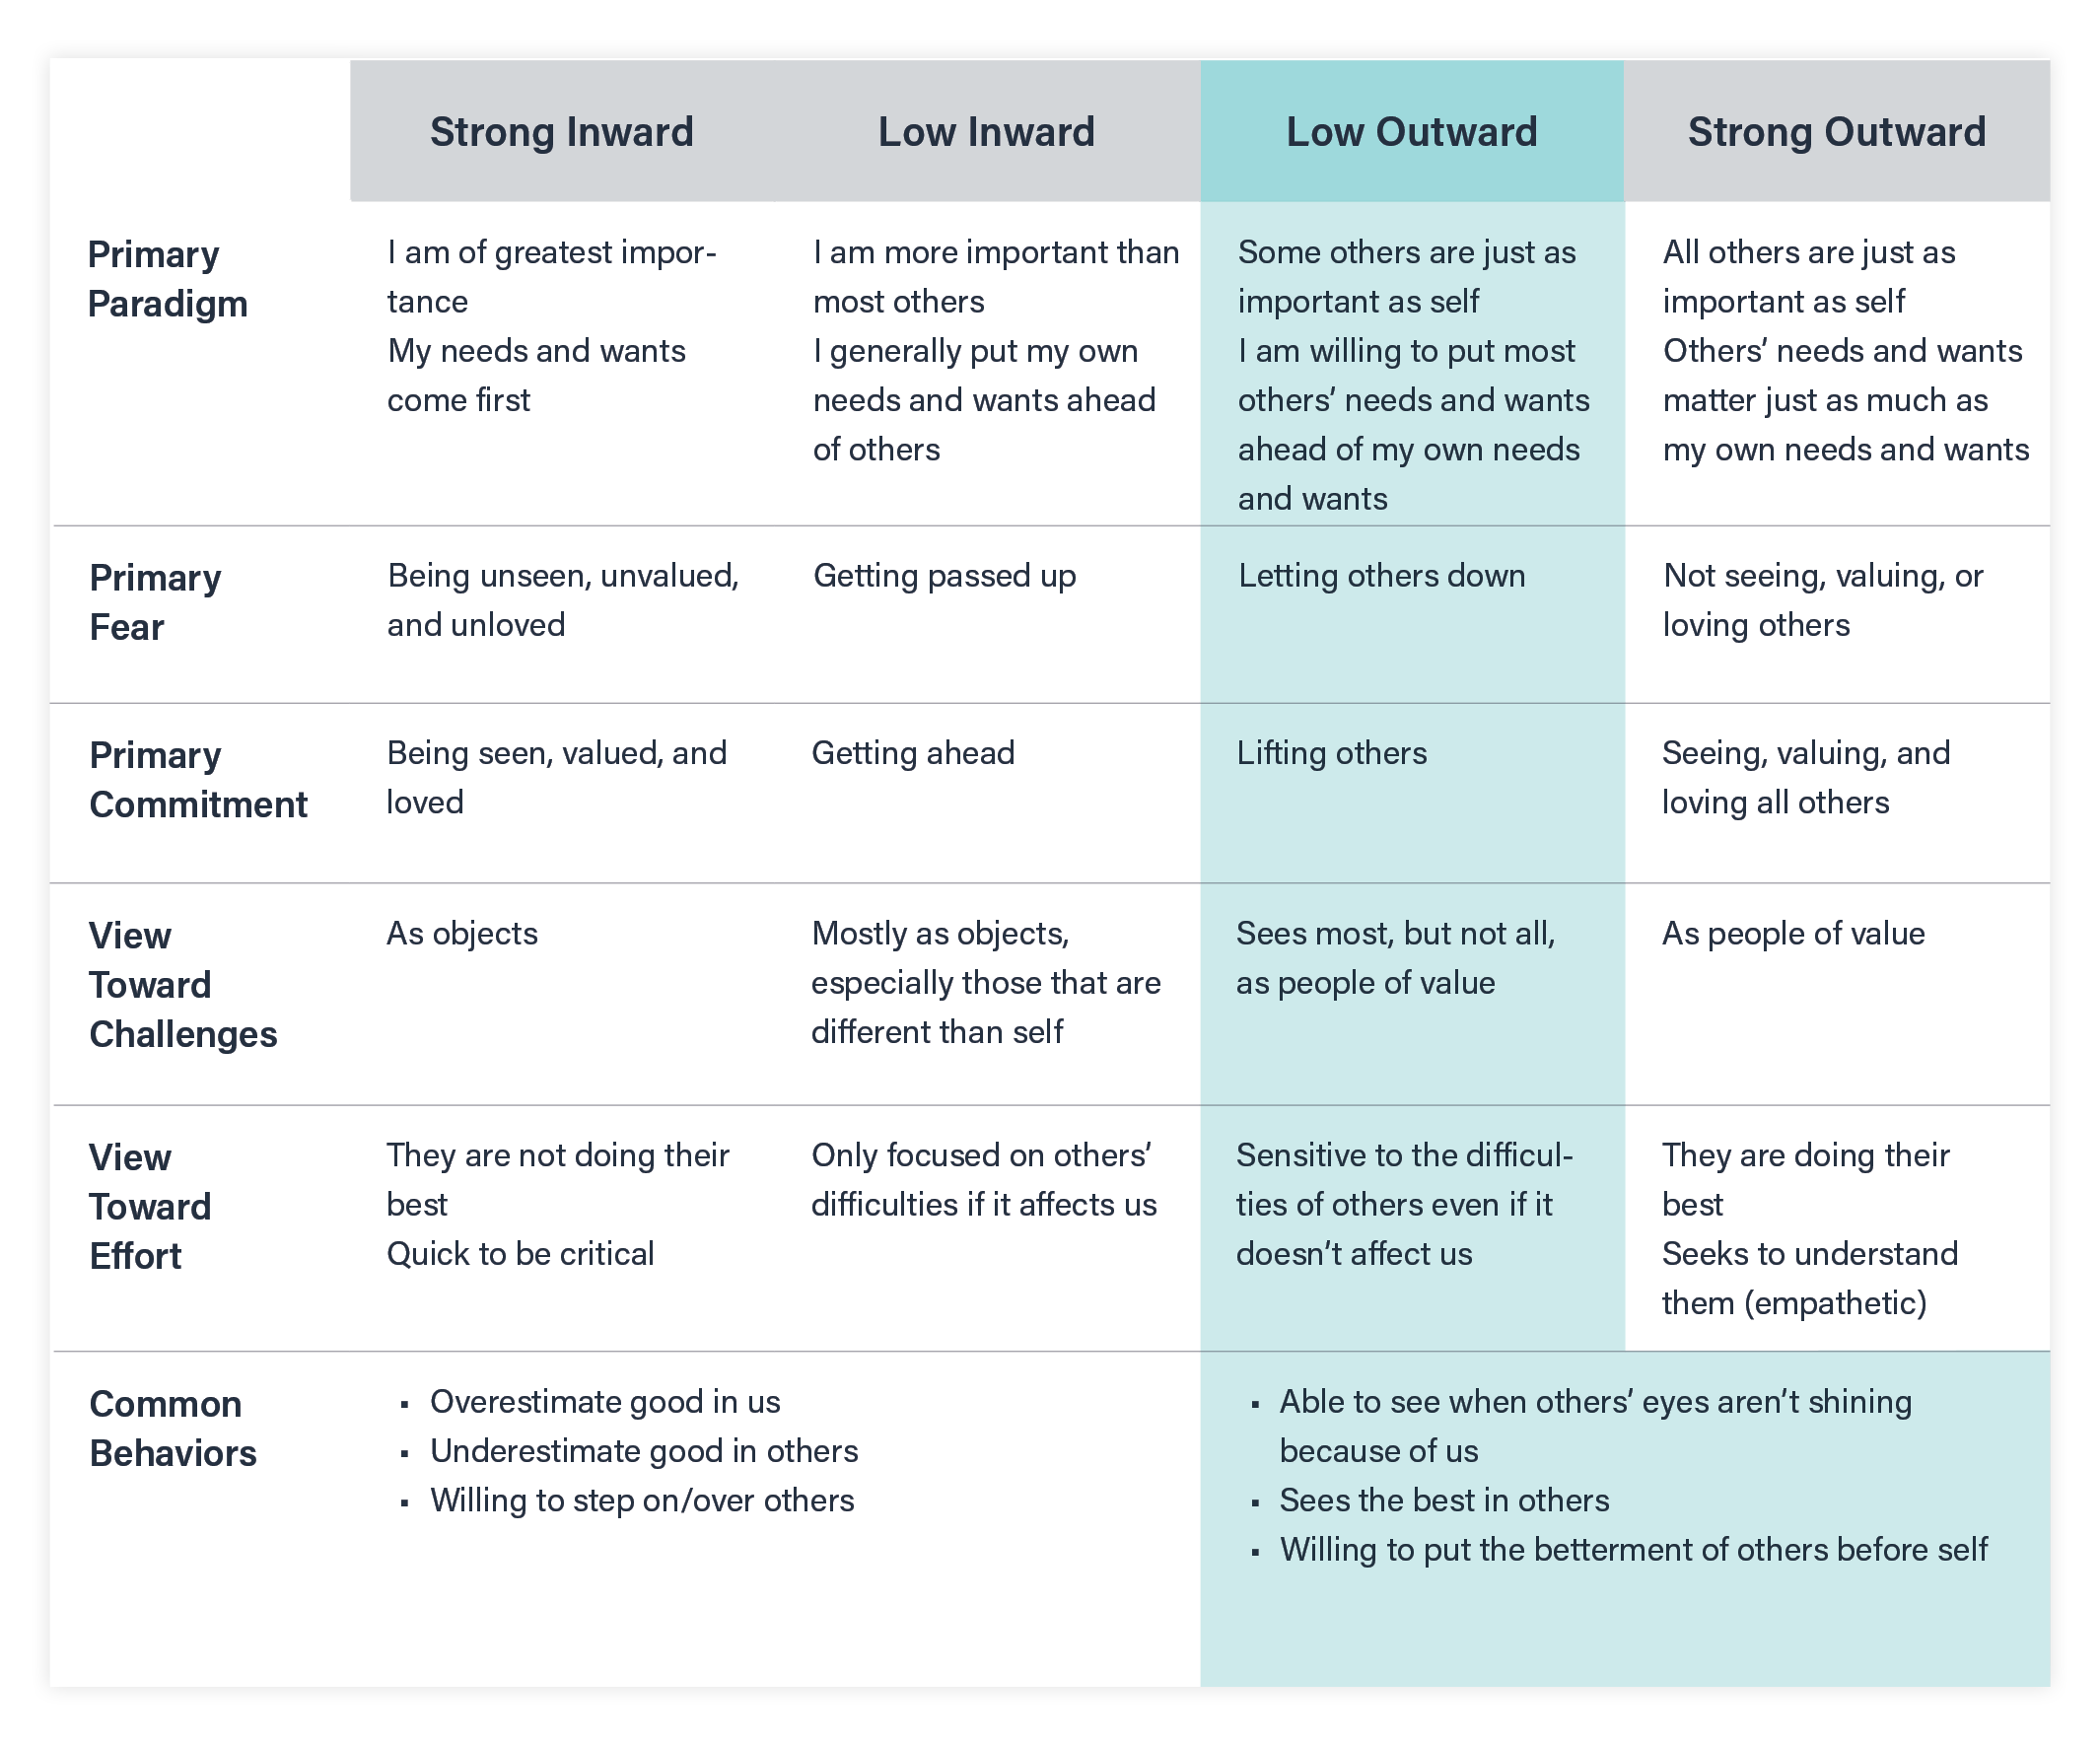 Strong Inward
Low Inward
Low Outward
Strong Outward
Primary
Paradigm
I am of greatest impor-
tance
My needs and wants
come first
I am more important than
most others
I generally put my own
needs and wants ahead
of others
Some others are just as
important as self
I am willing to put most
others’ needs and wants
ahead of my own needs
and wants
All others are just as
important as self
Others’ needs and wants
matter just as much as
my own needs and wants
Primary
Fear
Being unseen, unvalued,
and unloved
Getting passed up
Letting others down
Not seeing, valuing, or
loving others
Primary
Commitment
Being seen, valued, and
loved
Getting ahead
Lifting others
Seeing, valuing, and
loving all others
View
Toward
Challenges
As objects
Mostly as objects,
especially those that are
different than self
Sees most, but not all,
as people of value
As people of value
View
Toward
Effort
They are not doing their
best
Quick to be critical
Only focused on others’
difficulties if it affects us
Sensitive to the difficul-
ties of others even if it
doesn’t affect us
They are doing their
best
Seeks to understand
them (empathetic)
Common
Behaviors
▪ Overestimate good in us
▪ Underestimate good in others
▪ Willing to step on/over others
▪ Able to see when others’ eyes aren’t shining
because of us
▪ Sees the best in others
▪ Willing to put the betterment of others before self